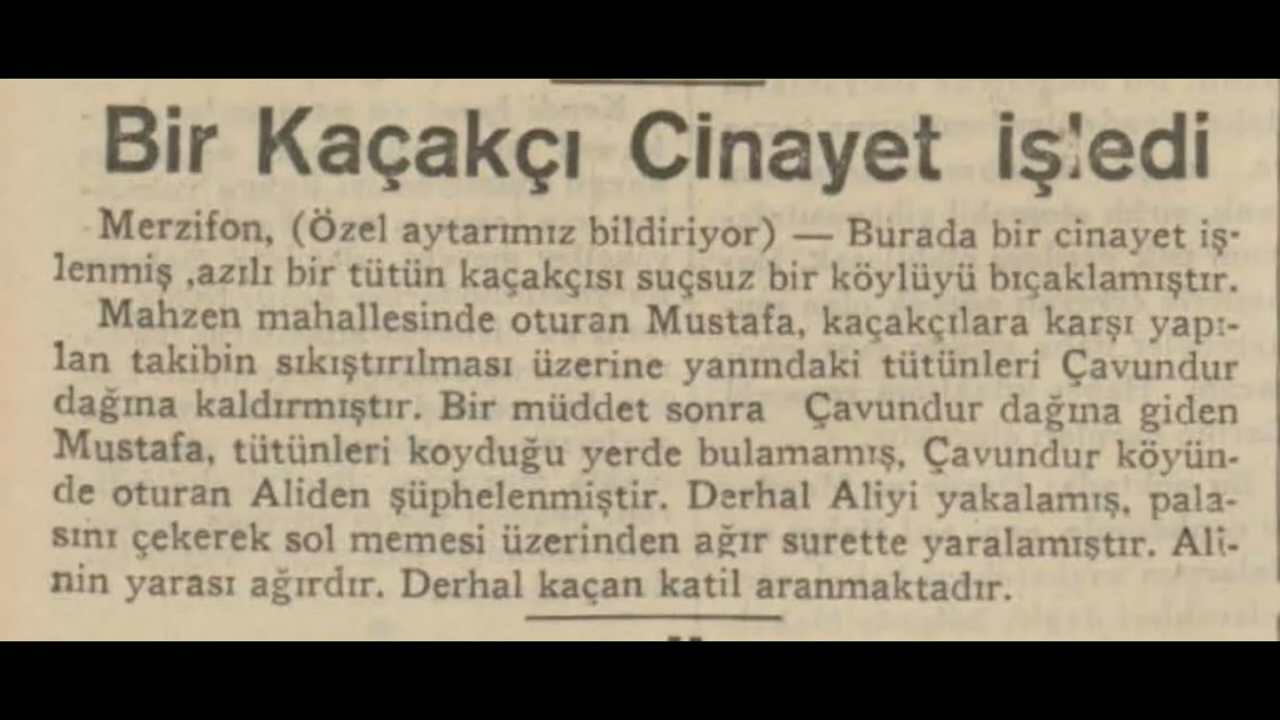 Bir Kaçakçı Cinayet işledi
Merzifon, (Özel aytarımız bildiriyor) — Burada bir cinayet iş-
lenmiş ,azılı bir tütün kaçakçısı suçsuz bir köylüyü bıçaklamıştır.
Mahzen mahallesinde oturan Mustafa, kaçakçılara karşı yapı-
lan takibin sıkıştırılması üzerine yanındaki tütünleri Çavundur
dağına kaldırmıştır. Bir müddet sonra Çavundur dağına giden
Mustafa, tütünleri koyduğu yerde bulamamış, Çavundur köyün-
de oturan Aliden şüphelenmiştir. Derhal Aliyi yakalamış, pala-
sını çekerek sol memesi üzerinden ağır surette yaralamıştır. Ali-
nin yarası ağırdır. Derhal kaçan katil aranmaktadır.